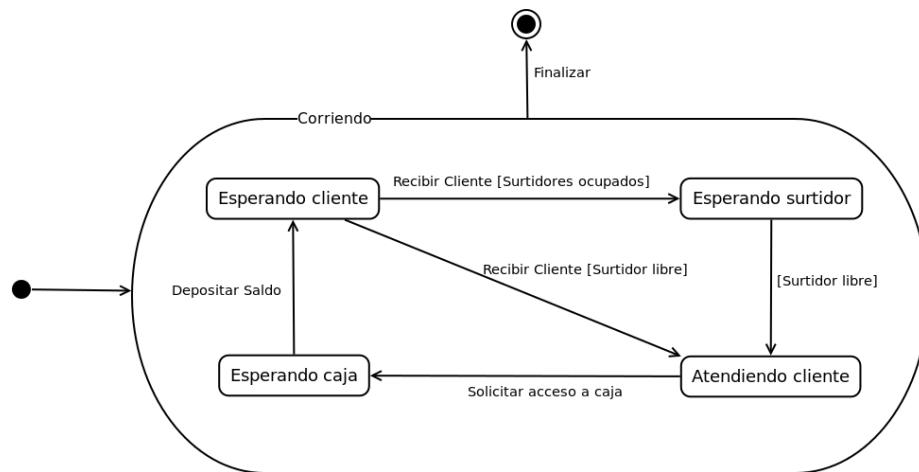 Finalizar
Corriendo
Esperando cliente
Recibir Cliente [Surtidores ocupados]
Esperando surtidor
Recibir Cliente [Surtidor libre]
[Surtidor libre]
Depositar Saldo
Esperando caja
Solicitar acceso a caja
Atendiendo cliente